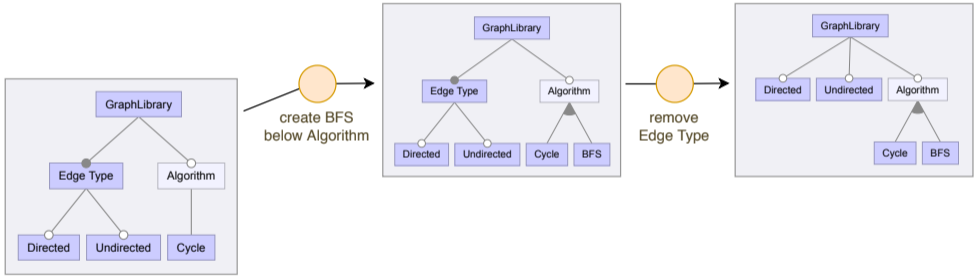 GraphLibrary
Edge Type
Algorithm
Directed
Undirected
Cycle
create BFS
below Algorithm
GraphLibrary
Edge Type
Algorithm
Directed
Undirected
Cycle
BFS
remove
Edge Type
GraphLibrary
Directed
Undirected
Algorithm
Cycle
BFS